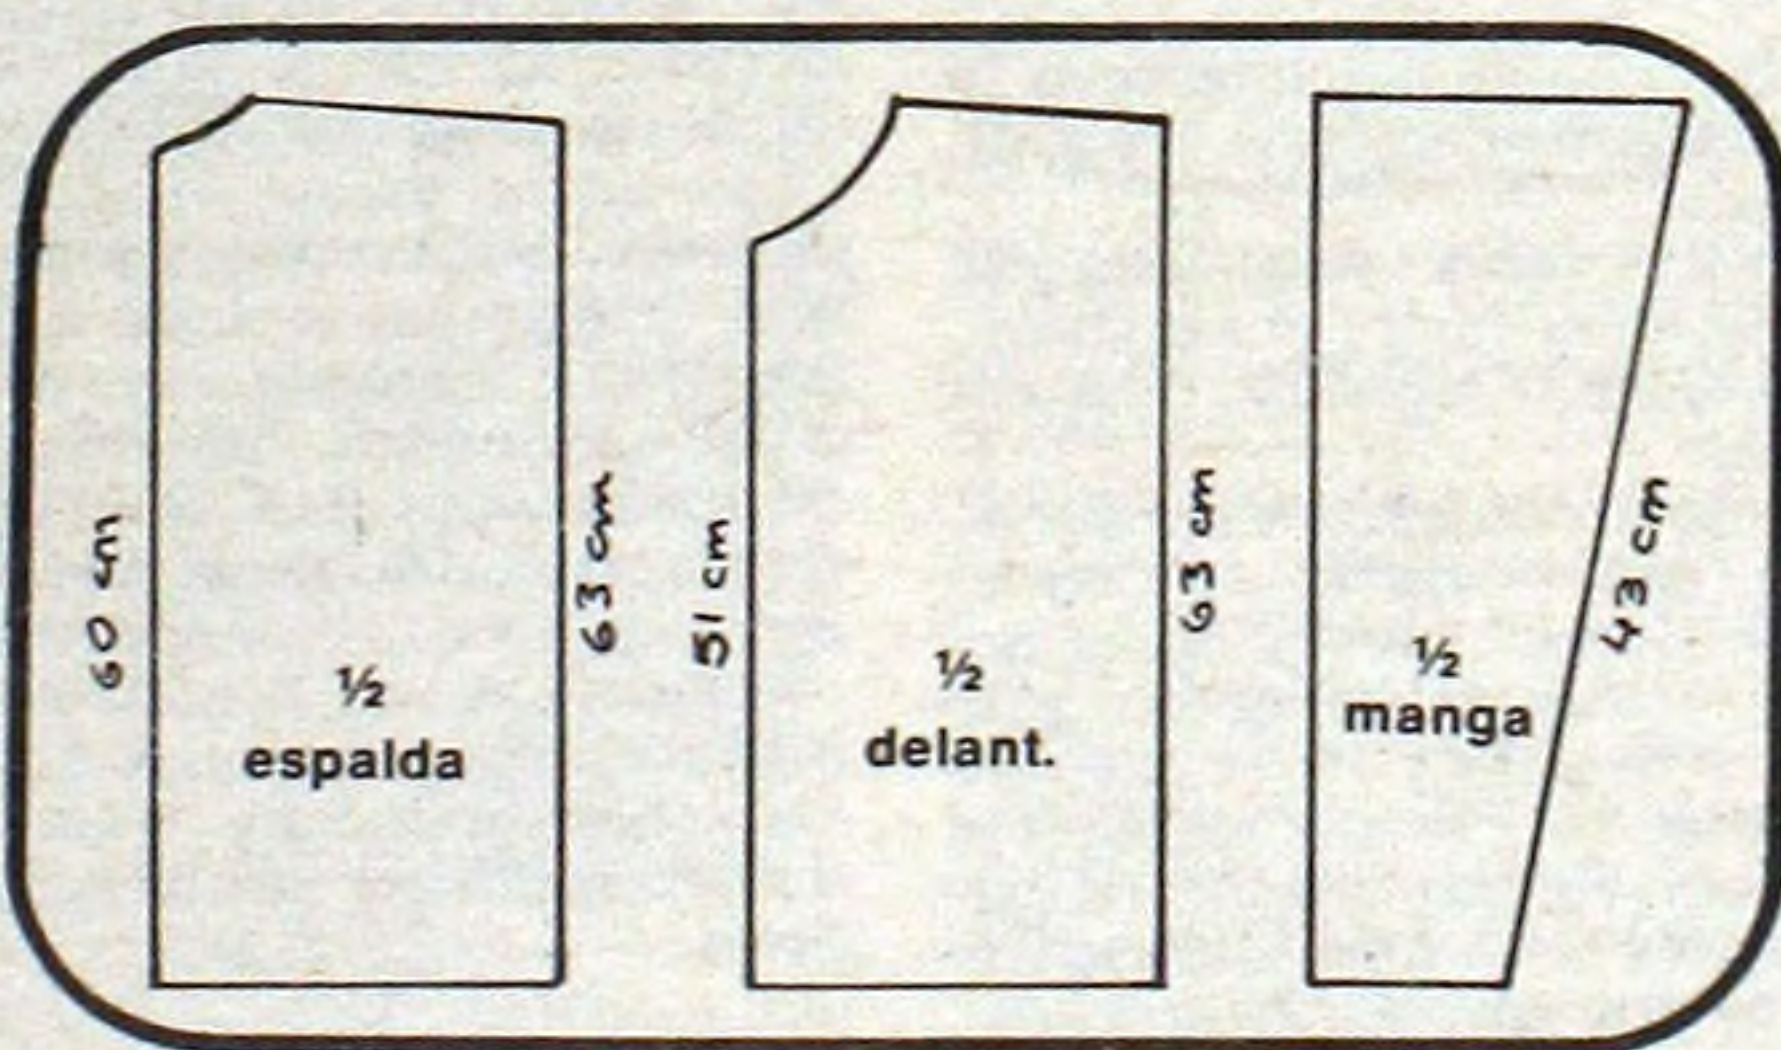 60 cm
½
espalda
63 cm
51 cm
½
delant.
63 cm
½
manga
43 cm